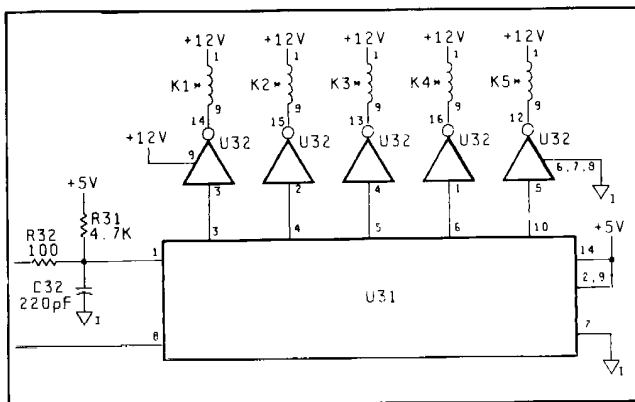 +12V +12V +12V +12V +12V
1 1 1 1 1
K1* K2* K3* K4* K5*
9 9 9 9 9
14 15 13 16 12
+12V U32 U32 U32 U32 U32
9 6,7,8
3 2 4 1 5
I
+5V +5V
R31
4.7K
R32
100
3 4 5 6 10
1 14
C32
220pF
2,9
U31
I
8 7
I